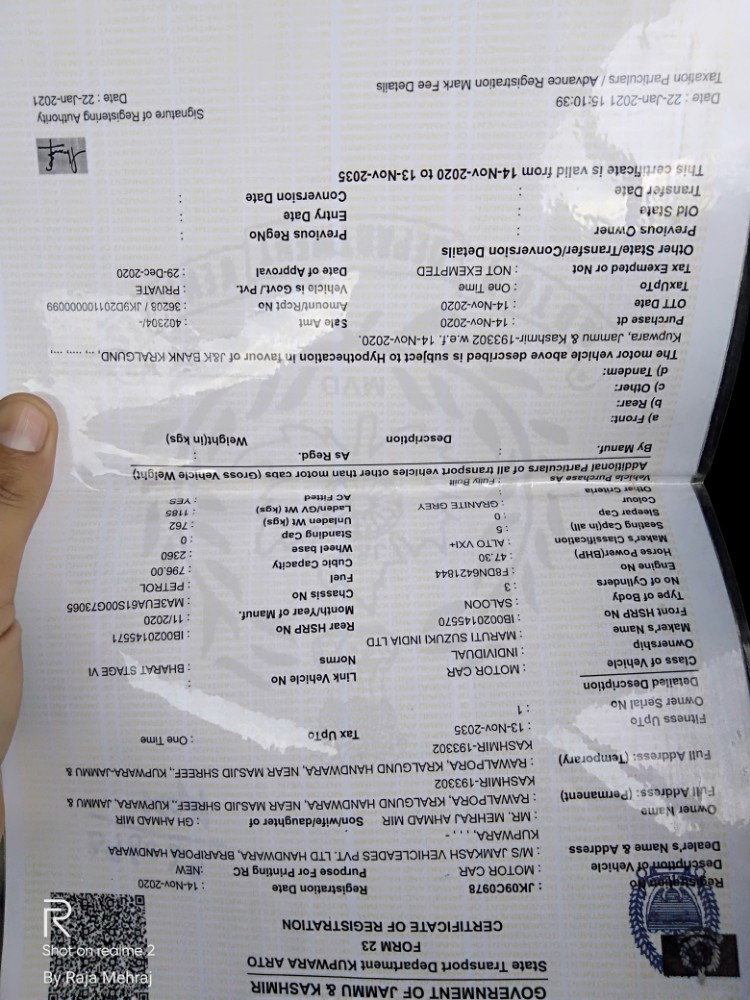 GOVERNMENT OF JAMMU & KASHMIR
State Transport Department KUPWARA ARTO
FORM 23
CERTIFICATE OF REGISTRATION
Registration No : JK09C0978 Registration Date : 14-Nov-2020
Description of Vehicle : MOTOR CAR Purpose For Printing RC :NEW
Dealer's Name & Address : M/S JAMKASH VEHICLEADES PVT. LTD HANDWARA, BRARIPORA HANDWARA
KUPWARA, , , , -
Owner Name : MR. MEHRAJ AHMAD MIR Son/wife/daughter of : GH AHMAD MIR
Full Address: (Permanent) : RAWALPORA, KRALGUND HANDWARA, NEAR MASJID SHREEF,, KUPWARA, JAMMU &
KASHMIR-193302
Full Address: (Temporary) : RAWALPORA, KRALGUND HANDWARA, NEAR MASJID SHREEF,, KUPWARA-JAMMU &
KASHMIR-193302
Fitness UpTo : 13-Nov-2035 Tax UpTo : One Time
Owner Serial No : 1
Detailed Description
Class of Vehicle : MOTOR CAR Link Vehicle No :
Ownership : INDIVIDUAL Norms : BHARAT STAGE VI
Maker's Name : MARUTI SUZUKI INDIA LTD
Front HSRP No : IB0020145570 Rear HSRP No : IB0020145571
Type of Body : SALOON Month/Year of Manuf. : 11/2020
No of Cylinders : 3 Chassis No : MA3EUA61S00G73065
Engine No : F8DN6421844 Fuel : PETROL
Horse Power(BHP) : 47.30 Cubic Capacity : 796.00
Maker's Classification : ALTO VXI+ Wheel base : 2360
Seating cap(in all) : 5 Standing Cap : 0
Sleeper Cap : 0 Unladen Wt (kgs) : 762
Colour : GRANITE GREY Laden/GV Wt (kgs) : 1185
Other Criteria AC Fitted : YES
Vehicle Purchase As : Fully Built
Additional Particulars of all transport vehicles other than motor cabs (Gross Vehicle Weight)
By Manuf. : As Regd. :
Description Weight(in kgs)
a) Front:
b) Rear:
c) Other:
d) Tandem:
The motor vehicle above described is subject to Hypothecation in favour of J&K BANK KRALGUND,
Kupwara, Jammu & Kashmir-193302 w.e.f. 14-Nov-2020.
Purchase dt : 14-Nov-2020 Sale Amt : 402304/-
OTT Date : 14-Nov-2020 Amount/Rcpt No : 36208 / JK9D201100000099
TaxUpTo : One Time Vehicle is Govt./ Pvt. : PRIVATE
Tax Exempted or Not : NOT EXEMPTED Date of Approval : 29-Dec-2020
Other State/Transfer/Conversion Details
Previous Owner : Previous RegNo :
Old State : Entry Date :
Transfer Date : Conversion Date :
This certificate is valid from 14-Nov-2020 to 13-Nov-2035
Signature of Registering Authority
Date : 22-Jan-2021 15:10:39 Date : 22-Jan-2021
Taxation Particulars / Advance Registration Mark Fee Details
MVD
R
Shot on realme 2
By Raja Mehraj